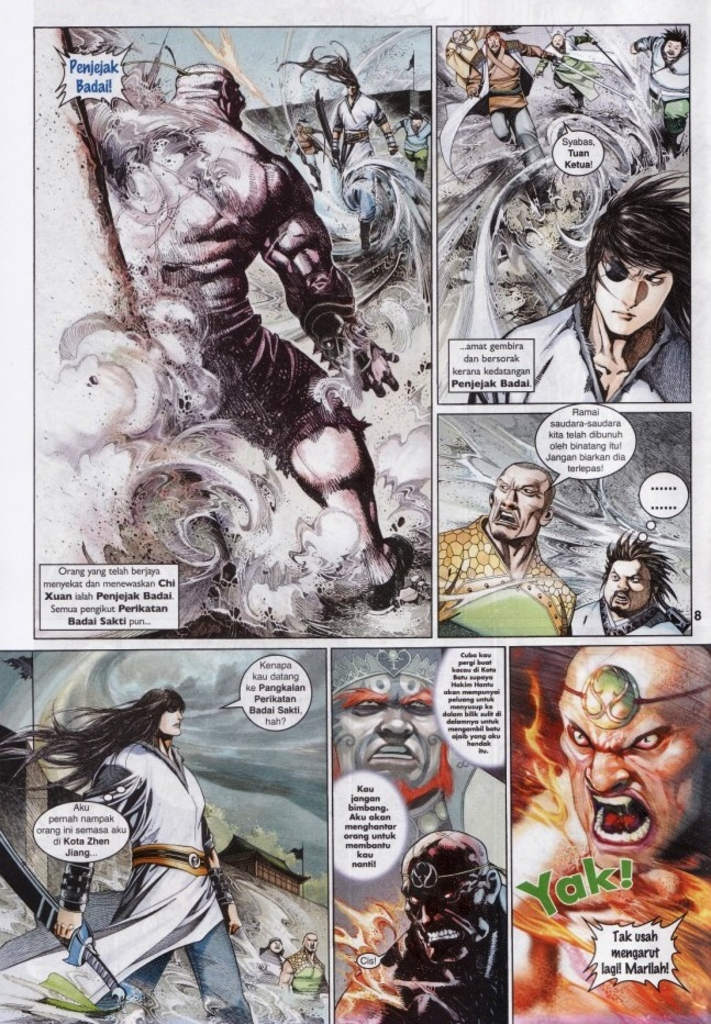 Penjejak
Badai!
Orang yang telah berjaya
menyekat dan menewaskan Chi
Xuan ialah Penjejak Badai.
Semua pengikut Perikatan
Badai Sakti pun...
Syabas,
Tuan
Ketua!
...amat gembira
dan bersorak
kerana kedatangan
Penjejak Badai.
Ramai
saudara-saudara
kita telah dibunuh
oleh binatang itu!
Jangan biarkan dia
terlepas!
......
......
8
Kenapa
kau datang
ke Pangkalan
Perikatan
Badai Sakti,
hah?
Aku
pernah nampak
orang ini semasa aku
di Kota Zhen
Jiang...
Cuba kau
pergi buat
kacau di Kota
Batu supaya
Hakim Hantu
akan mempunyai
peluang untuk
menyusup ke
dalam bilik sulit di
dalamnya untuk
mengambil batu
ajaib yang aku
hendak
itu.
Kau
jangan
bimbang.
Aku akan
menghantar
orang untuk
membantu
kau
nanti!
Cis!
Yak!
Tak usah
mengarut
lagi! Marilah!